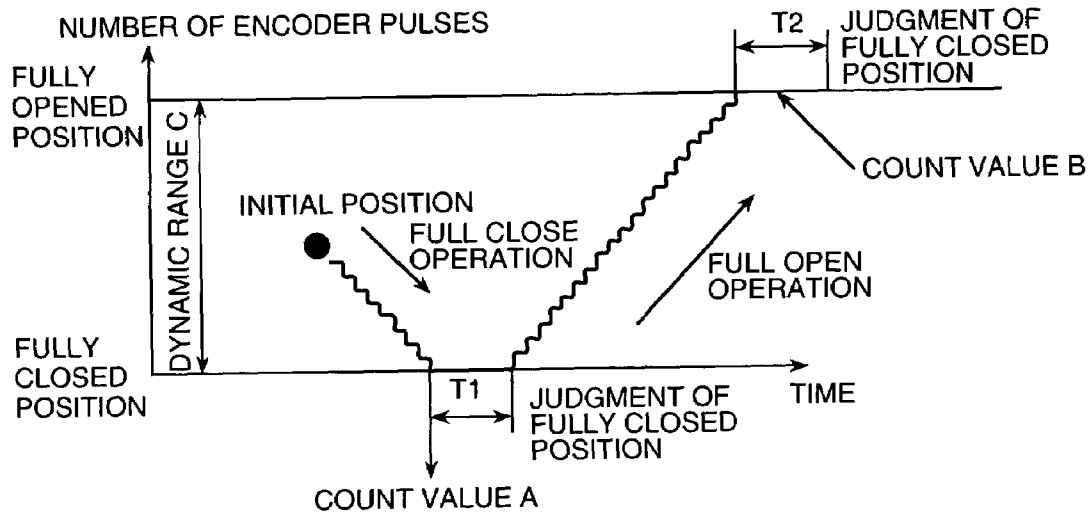 NUMBER OF ENCODER PULSES
T2
JUDGMENT OF
FULLY CLOSED
POSITION
FULLY
OPENED
POSITION
DYNAMIC RANGE C
COUNT VALUE B
INITIAL POSITION
FULL CLOSE
OPERATION
FULL OPEN
OPERATION
FULLY
CLOSED
POSITION
T1
TIME
JUDGMENT OF
FULLY CLOSED
POSITION
COUNT VALUE A